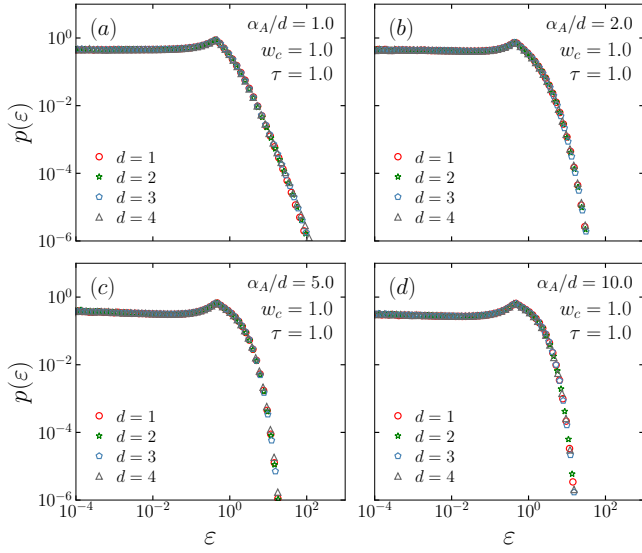 (a)
α_A/d = 1.0
w_c = 1.0
τ = 1.0
10^0
10^−2
10^−4
10^−6
p(ε)
d = 1
d = 2
d = 3
d = 4
(b)
α_A/d = 2.0
w_c = 1.0
τ = 1.0
d = 1
d = 2
d = 3
d = 4
(c)
α_A/d = 5.0
w_c = 1.0
τ = 1.0
10^0
10^−2
10^−4
10^−6
p(ε)
d = 1
d = 2
d = 3
d = 4
10^−4 10^−2 10^0 10^2
ε
(d)
α_A/d = 10.0
w_c = 1.0
τ = 1.0
d = 1
d = 2
d = 3
d = 4
10^−4 10^−2 10^0 10^2
ε